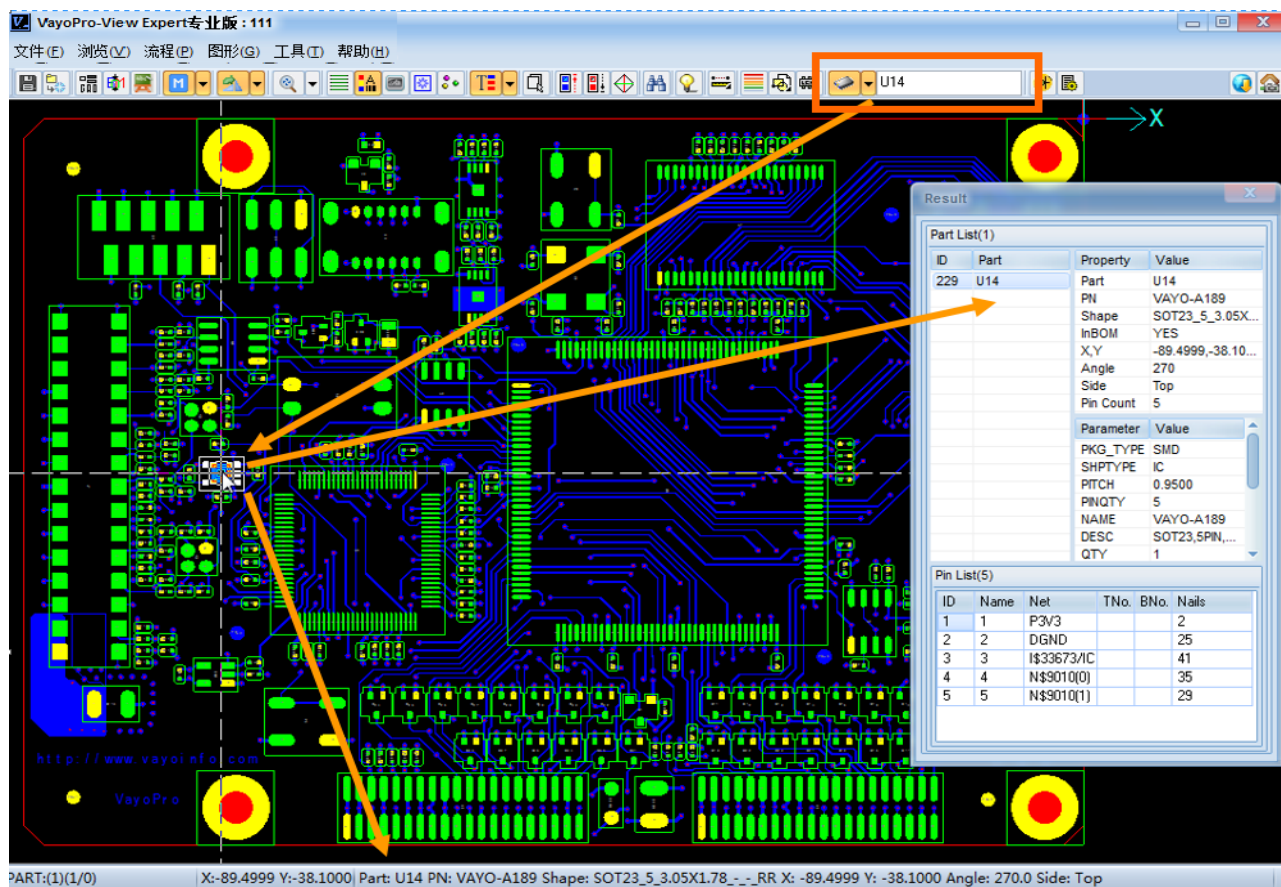 VayoPro-View Expert专业版 : 111
文件(F) 浏览(V) 流程(P) 图形(G) 工具(T) 帮助(H)
U14
X
Result
Part List(1)
ID Part Property Value
229 U14 Part U14
PN VAYO-A189
Shape SOT23_5_3.05X...
InBOM YES
X,Y -89.4999,-38.10...
Angle 270
Side Top
Pin Count 5
Parameter Value
PKG_TYPE SMD
SHPTYPE IC
PITCH 0.9500
PINQTY 5
NAME VAYO-A189
DESC SOT23,5PIN,...
QTY 1
Pin List(5)
ID Name Net TNo. BNo. Nails
1 1 P3V3 2
2 2 DGND 25
3 3 I$33673/IC 41
4 4 N$9010(0) 35
5 5 N$9010(1) 29
http://www.vayoinfo.com
VayoPro
PART:(1)(1/0) X:-89.4999 Y:-38.1000 Part: U14 PN: VAYO-A189 Shape: SOT23_5_3.05X1.78_-_-_RR X: -89.4999 Y: -38.1000 Angle: 270.0 Side: Top